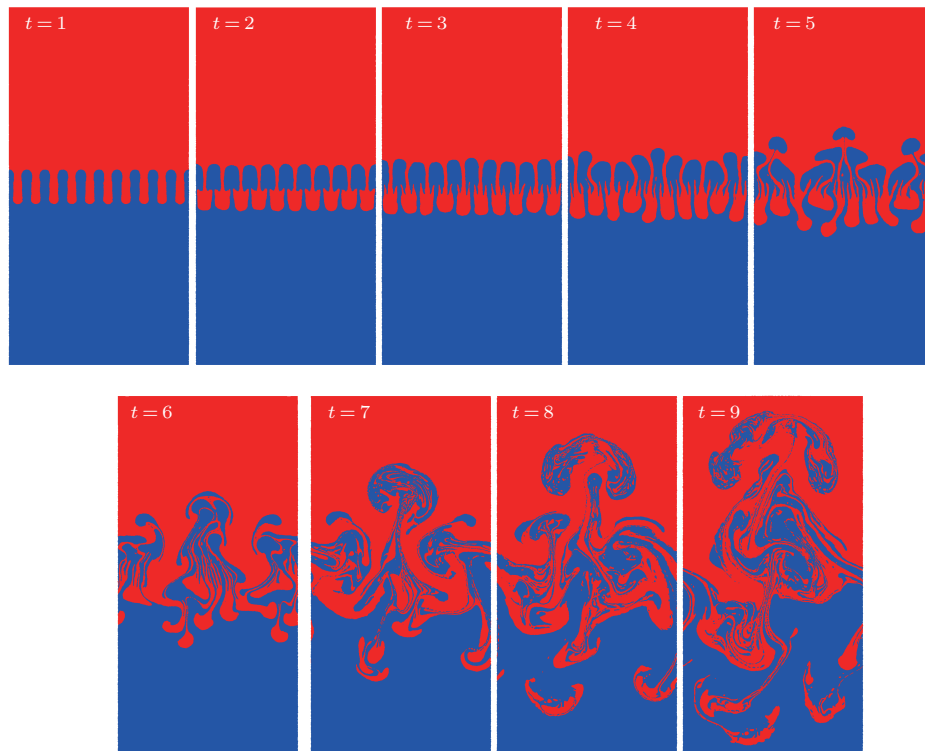 t = 1
t = 2
t = 3
t = 4
t = 5
t = 6
t = 7
t = 8
t = 9